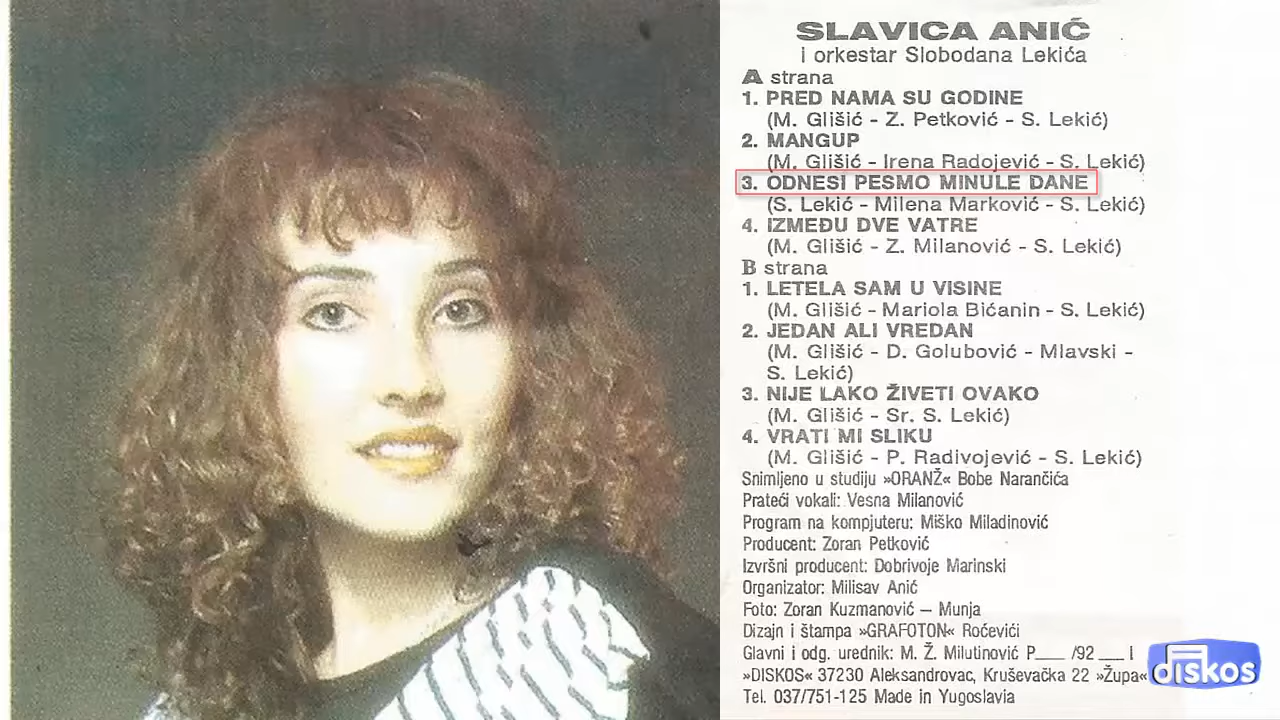 SLAVICA ANIĆ
i orkestar Slobodana Lekića
A strana
1. PRED NAMA SU GODINE
(M. Glišić - Z. Petković - S. Lekić)
2. MANGUP
(M. Glišić - Irena Radojević - S. Lekić)
3. ODNESI PESMO MINULE DANE
(S. Lekić - Milena Marković - S. Lekić)
4. IZMEĐU DVE VATRE
(M. Glišić - Z. Milanović - S. Lekić)
B strana
1. LETELA SAM U VISINE
(M. Glišić - Mariola Bićanin - S. Lekić)
2. JEDAN ALI VREDAN
(M. Glišić - D. Golubović - Mlavski -
S. Lekić)
3. NIJE LAKO ŽIVETI OVAKO
(M. Glišić - Sr. S. Lekić)
4. VRATI MI SLIKU
(M. Glišić - P. Radivojević - S. Lekić)
Snimljeno u studiju »ORANŽ« Bobe Narančića
Prateći vokali: Vesna Milanović
Program na kompjuteru: Miško Miladinović
Producent: Zoran Petković
Izvršni producent: Dobrivoje Marinski
Organizator: Milisav Anić
Foto: Zoran Kuzmanović — Munja
Dizajn i štampa »GRAFOTON« Ročevići
Glavni i odg. urednik: M. Ž. Milutinović P___ /92 ___ I
»DISKOS« 37230 Aleksandrovac, Kruševačka 22 »Župa«
Tel. 037/751-125 Made in Yugoslavia
diskos